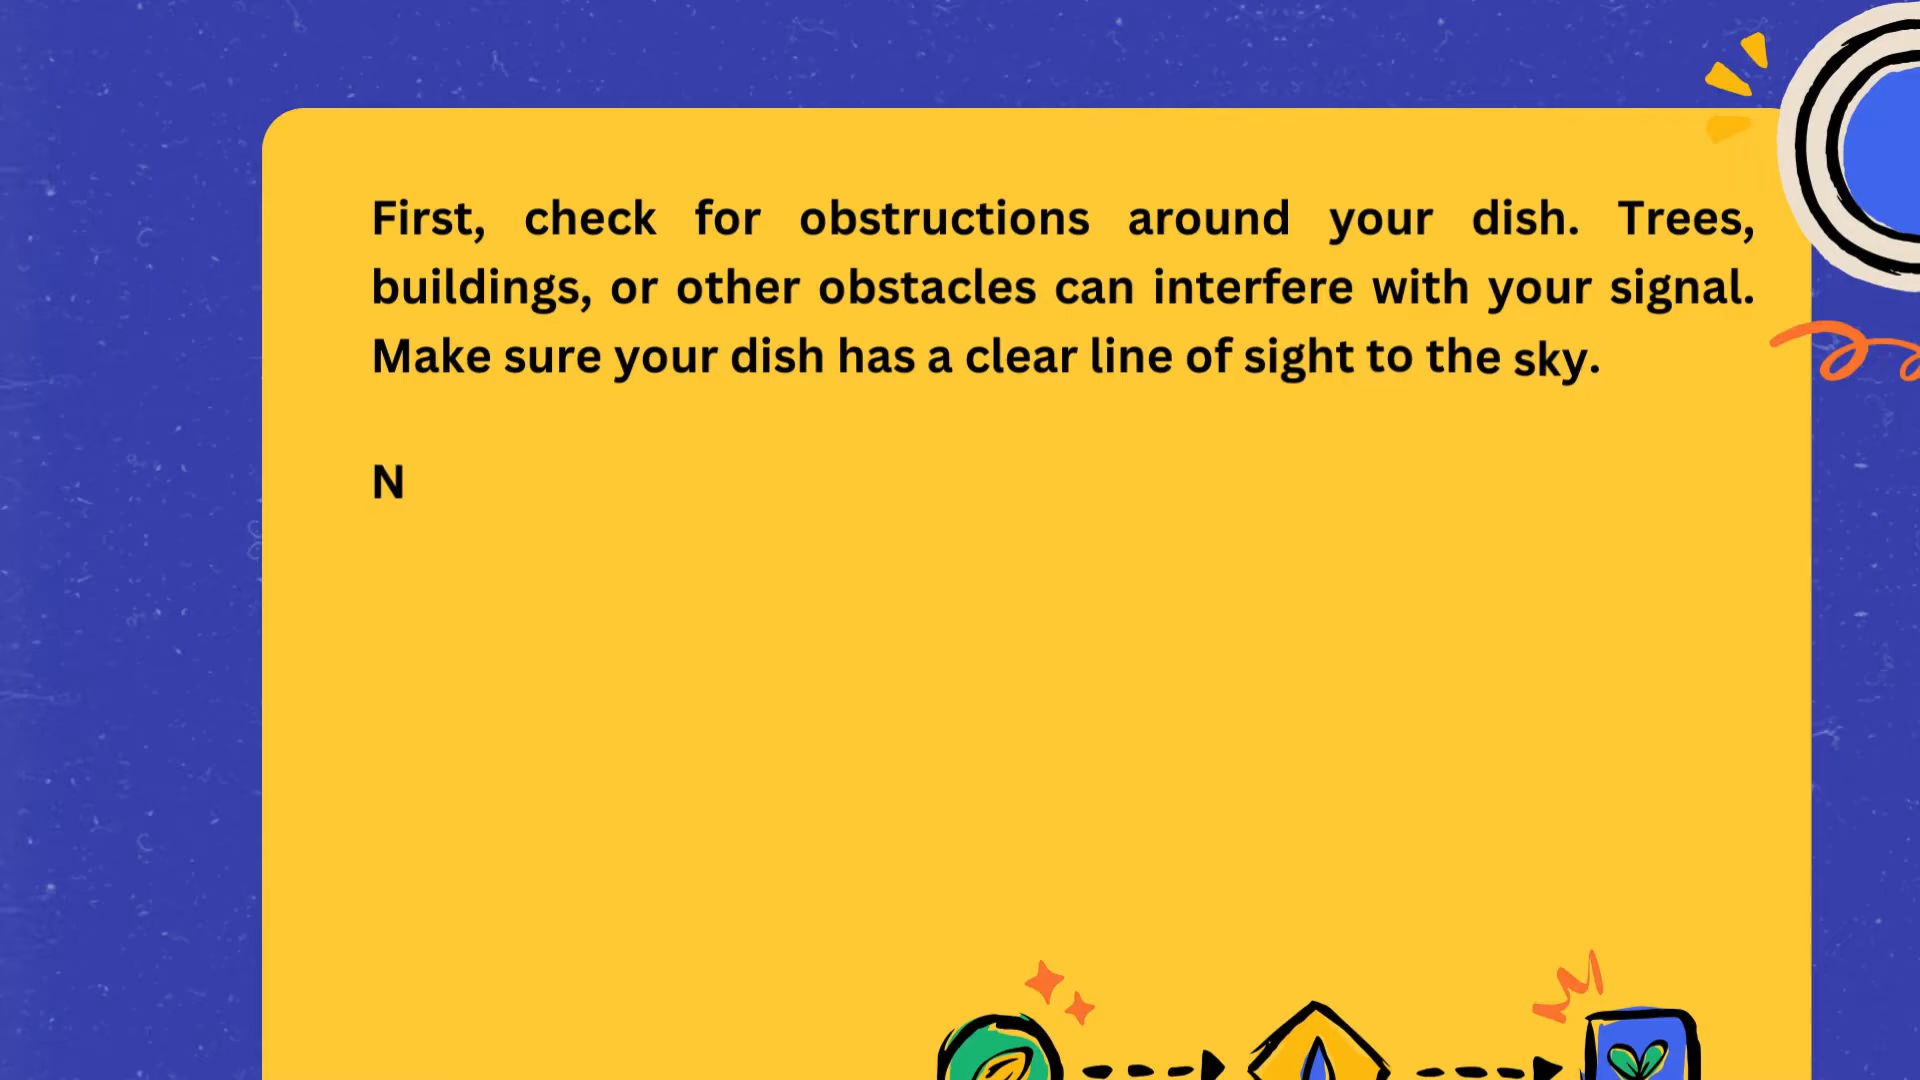 First, check for obstructions around your dish. Trees,
buildings, or other obstacles can interfere with your signal.
Make sure your dish has a clear line of sight to the sky.
N